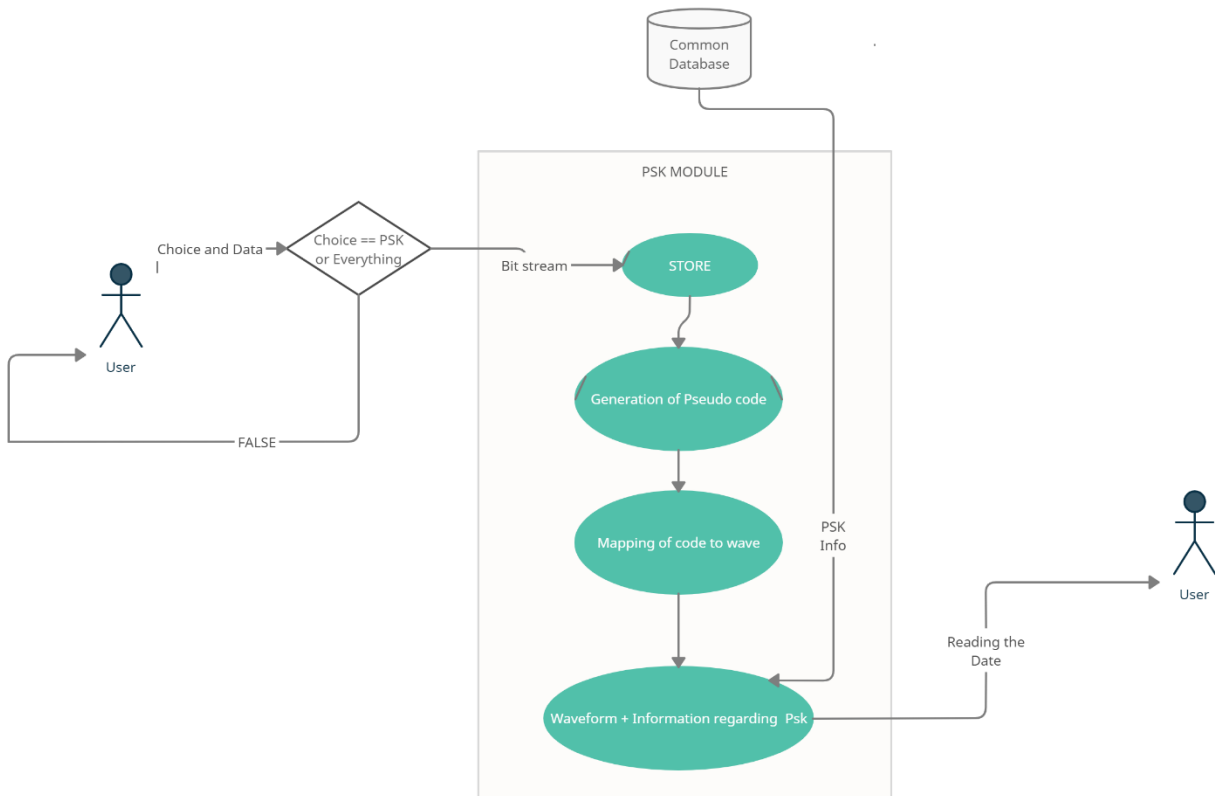 Common
Database
PSK MODULE
Choice and Data
Choice == PSK
or Everything
Bit stream
STORE
User
Generation of Pseudo code
FALSE
Mapping of code to wave
PSK
Info
User
Reading the
Date
Waveform + Information regarding Psk